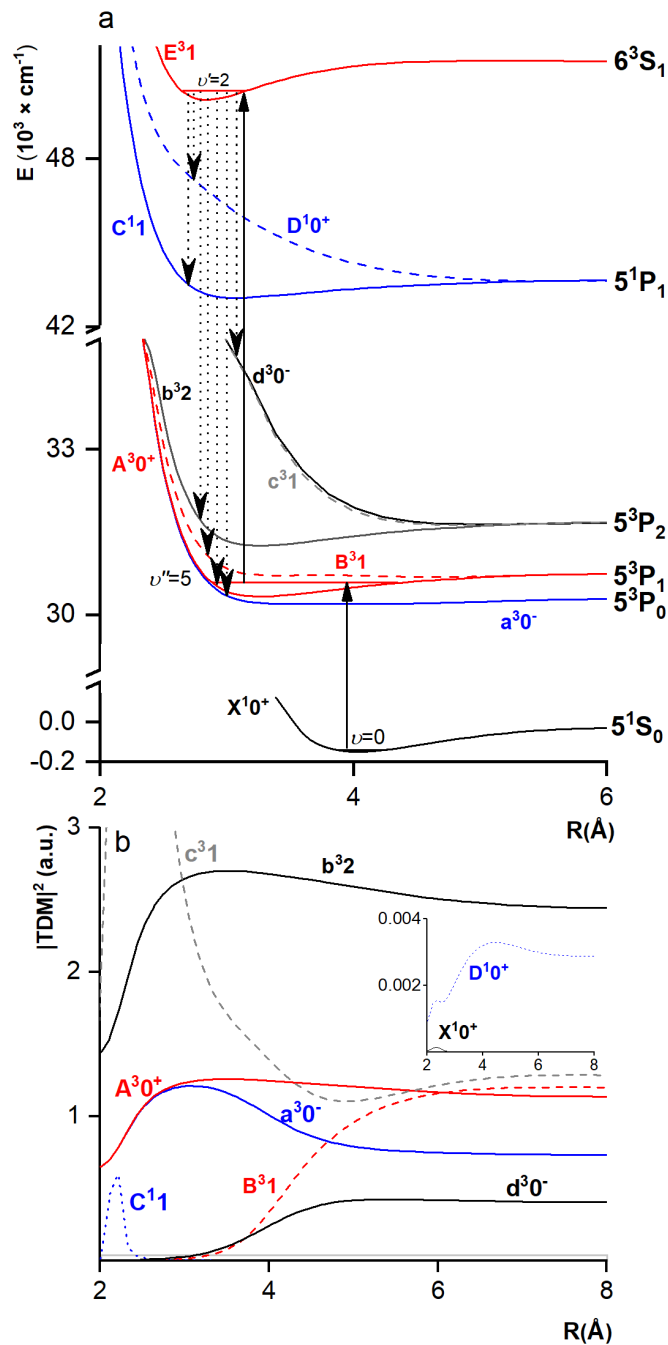 a
E³1
6³S₁
υ'=2
E (10³ × cm⁻¹)
48
C¹1
D¹0⁺
5¹P₁
42
b³2
d³0⁻
33
A³0⁺
c³1
5³P₂
υ''=5
B³1
5³P₁
30
5³P₀
a³0⁻
X¹0⁺
0.0
υ=0
5¹S₀
-0.2
2
4
6
R(Å)
3
b
c³1
b³2
|TDM|² (a.u.)
0.004
D¹0⁺
0.002
X¹0⁺
2
4
6
8
2
A³0⁺
a³0⁻
1
B³1
C¹1
d³0⁻
2
4
6
8
R(Å)